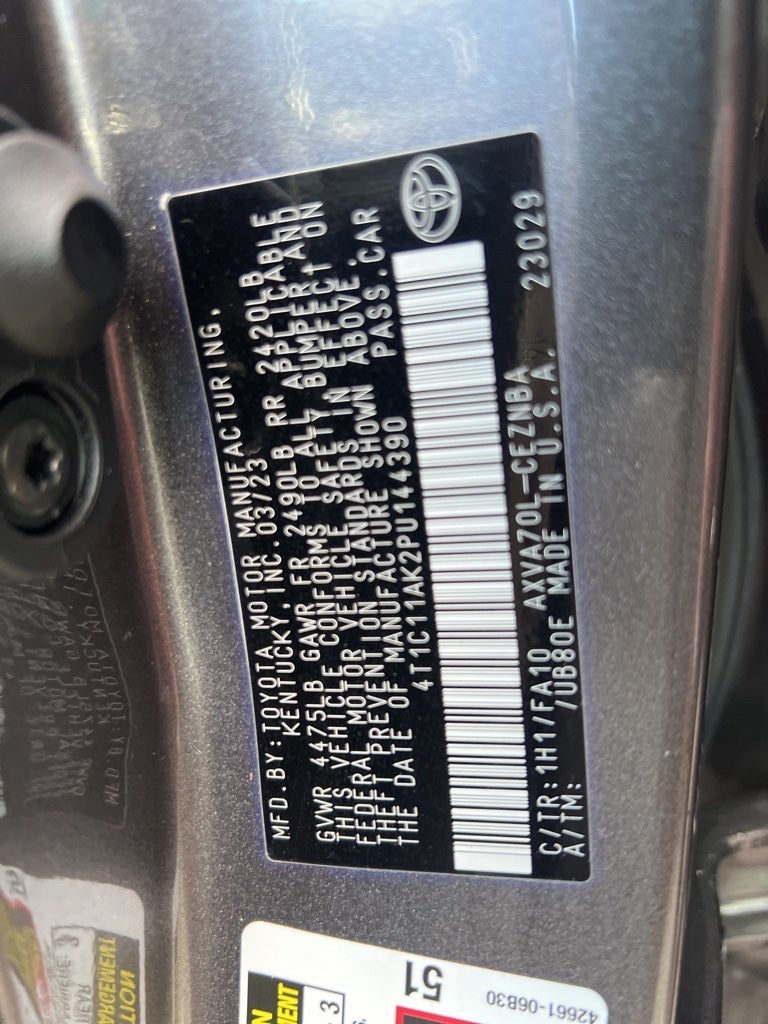 MFD.BY:TOYOTA MOTOR MANUFACTURING,
KENTUCKY, INC.03/23
GVWR 4475LB GAWR FR 2490LB RR 2420LB
THIS VEHICLE CONFORMS TO ALL APPLICABLE
FEDERAL MOTOR VEHICLE SAFETY, BUMPER, AND
THEFT PREVENTION STANDARDS IN EFFECT ON
THE DATE OF MANUFACTURE SHOWN ABOVE.
4T1C11AK2PU144390 PASS.CAR
C/TR: 1H1/FA10 AXVA70L-CEZNBA 23029
A/TM: /UB80E MADE IN U.S.A.
51
42661-06B30
3